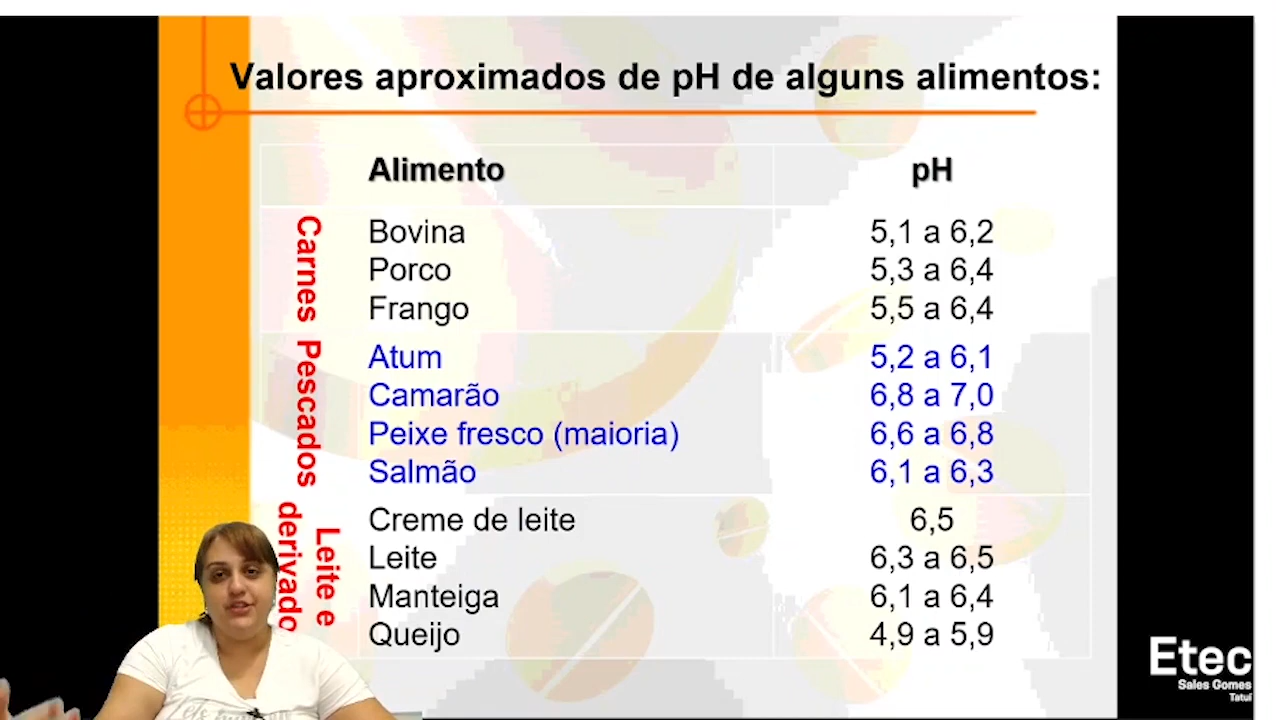 Valores aproximados de pH de alguns alimentos:
Alimento pH
Carnes
Bovina 5,1 a 6,2
Porco 5,3 a 6,4
Frango 5,5 a 6,4
Pescados
Atum 5,2 a 6,1
Camarão 6,8 a 7,0
Peixe fresco (maioria) 6,6 a 6,8
Salmão 6,1 a 6,3
Leite e
derivado
Creme de leite 6,5
Leite 6,3 a 6,5
Manteiga 6,1 a 6,4
Queijo 4,9 a 5,9
Etec
Sales Gomes
Tatuí